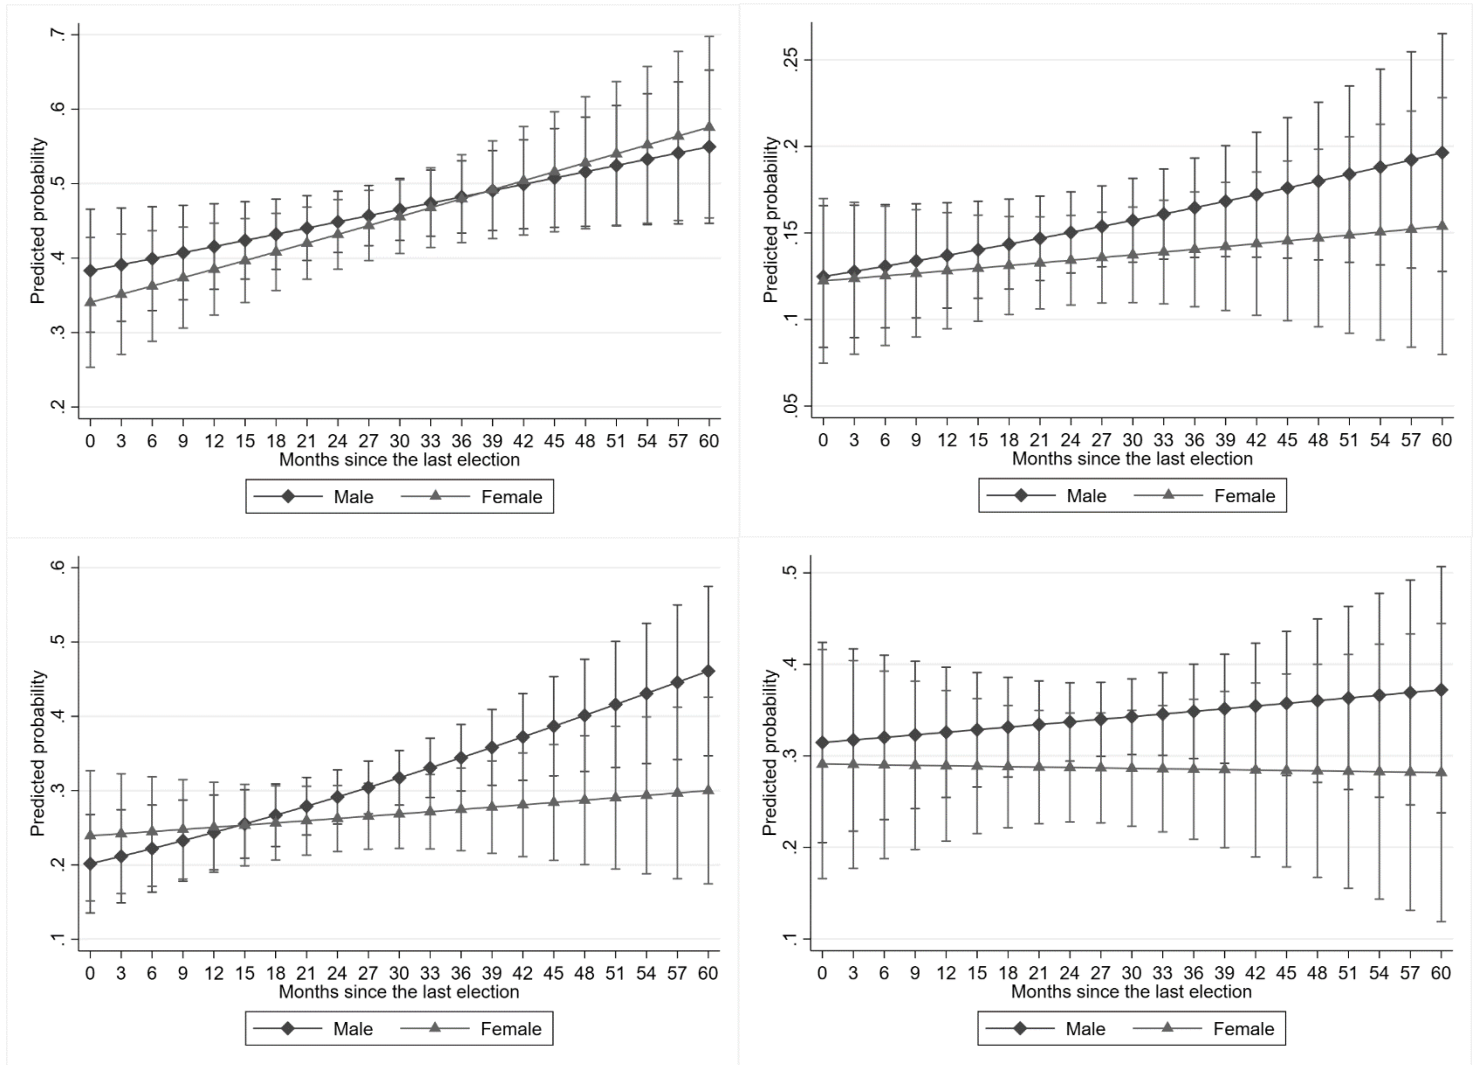 Predicted probability
.7
.6
.5
.4
.3
.2
0 3 6 9 12 15 18 21 24 27 30 33 36 39 42 45 48 51 54 57 60
Months since the last election
Male Female
Predicted probability
.25
.2
.15
.1
.05
0 3 6 9 12 15 18 21 24 27 30 33 36 39 42 45 48 51 54 57 60
Months since the last election
Male Female
Predicted probability
.6
.5
.4
.3
.2
.1
0 3 6 9 12 15 18 21 24 27 30 33 36 39 42 45 48 51 54 57 60
Months since the last election
Male Female
Predicted probability
.5
.4
.3
.2
.1
0 3 6 9 12 15 18 21 24 27 30 33 36 39 42 45 48 51 54 57 60
Months since the last election
Male Female